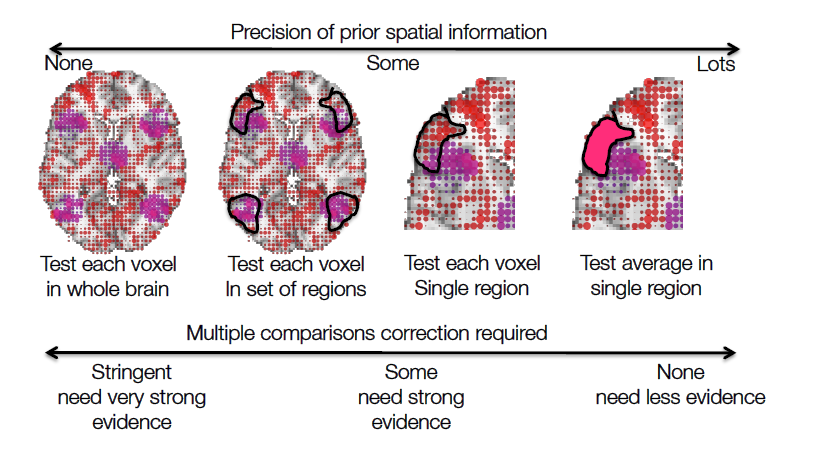 Precision of prior spatial information
None
Some
Lots
Test each voxel
in whole brain
Test each voxel
In set of regions
Test each voxel
Single region
Test average in
single region
Multiple comparisons correction required
Stringent
need very strong
evidence
Some
need strong
evidence
None
need less evidence